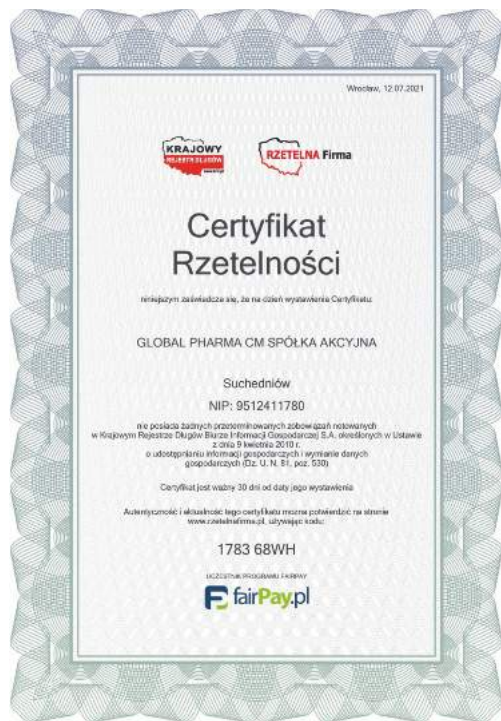 Wrocław, 12.07.2021
KRAJOWY
REJESTR DŁUGÓW
www.krd.pl
RZETELNA Firma
Certyfikat
Rzetelności
niniejszym zaświadcza się, że na dzień wystawienia Certyfikatu:
GLOBAL PHARMA CM SPÓŁKA AKCYJNA
Suchedniów
NIP: 9512411780
nie posiada żadnych przeterminowanych zobowiązań notowanych
w Krajowym Rejestrze Długów Biurze Informacji Gospodarczej S.A. określonych w Ustawie
z dnia 9 kwietnia 2010 r.
o udostępnianiu informacji gospodarczych i wymianie danych
gospodarczych (Dz. U. N. 81, poz. 530)
Certyfikat jest ważny 30 dni od daty jego wystawienia
Autentyczność i aktualność tego certyfikatu można potwierdzić na stronie
www.rzetelnafirma.pl, używając kodu:
1783 68WH
UCZESTNIK PROGRAMU FAIRPAY
fairPay.pl